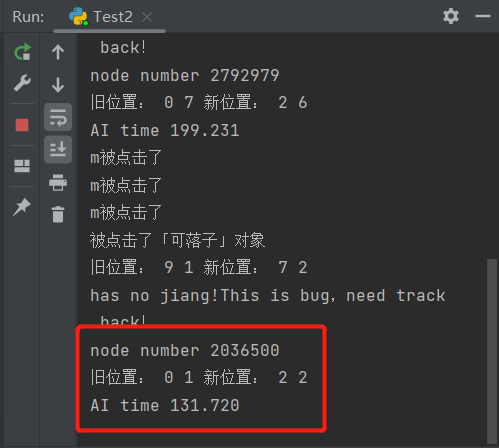 Run: Test2
back!
node number 2792979
旧位置： 0 7 新位置： 2 6
AI time 199.231
m被点击了
m被点击了
m被点击了
被点击了「可落子」对象
旧位置： 9 1 新位置： 7 2
has no jiang!This is bug, need track
back!
node number 2036500
旧位置： 0 1 新位置： 2 2
AI time 131.720